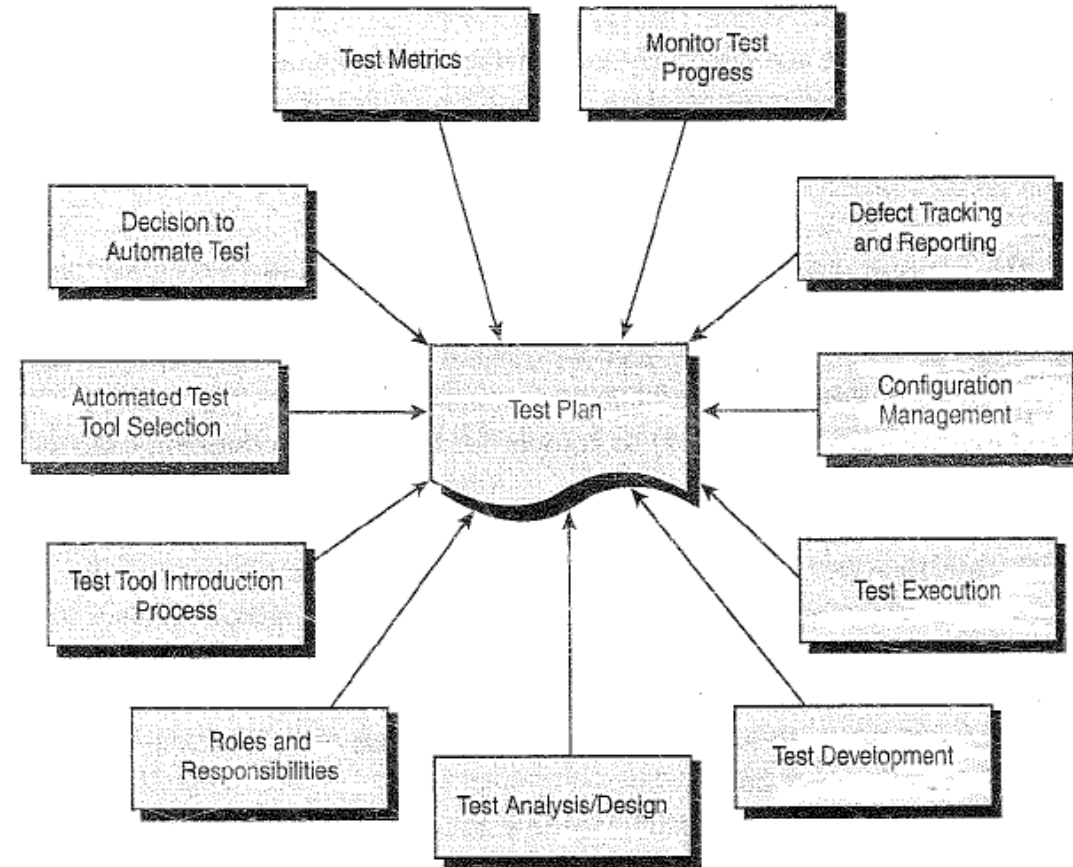 Test Metrics
Monitor Test
Progress
Decision to
Automate Test
Defect Tracking
and Reporting
Automated Test
Tool Selection
Test Plan
Configuration
Management
Test Tool Introduction
Process
Test Execution
Roles and
Responsibilities
Test Analysis/Design
Test Development